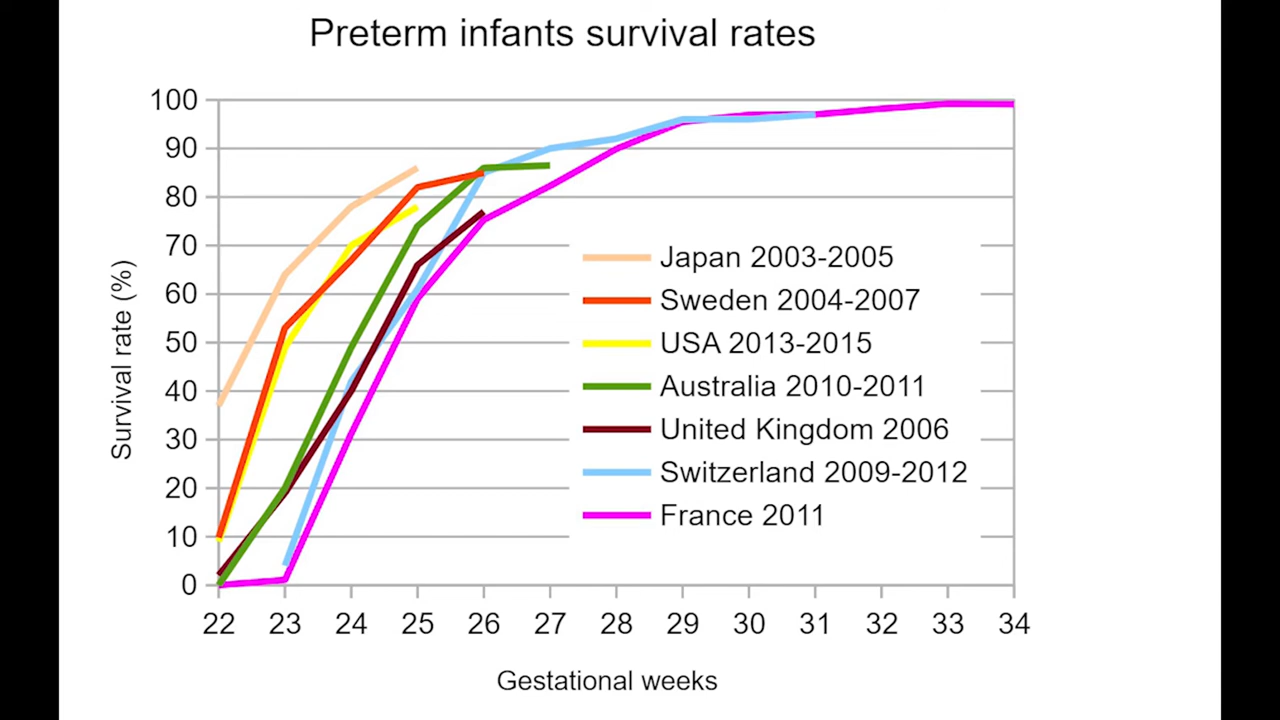 Preterm infants survival rates
100
90
80
70
60
50
40
30
20
10
0
Survival rate (%)
Japan 2003-2005
Sweden 2004-2007
USA 2013-2015
Australia 2010-2011
United Kingdom 2006
Switzerland 2009-2012
France 2011
22 23 24 25 26 27 28 29 30 31 32 33 34
Gestational weeks